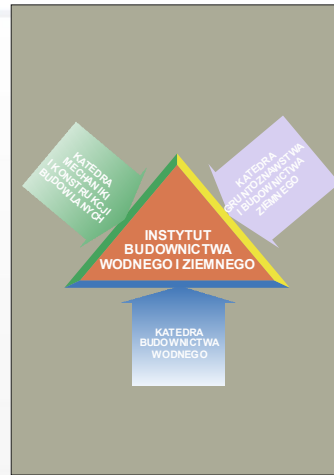 KATEDRA
MECHANIKI
I KONSTRUKCJI
BUDOWLANYCH
KATEDRA
GRUNTOZNAWSTWA
I BUDOWNICTWA
ZIEMNEGO
INSTYTUT
BUDOWNICTWA
WODNEGO I ZIEMNEGO
KATEDRA
BUDOWNICTWA
WODNEGO